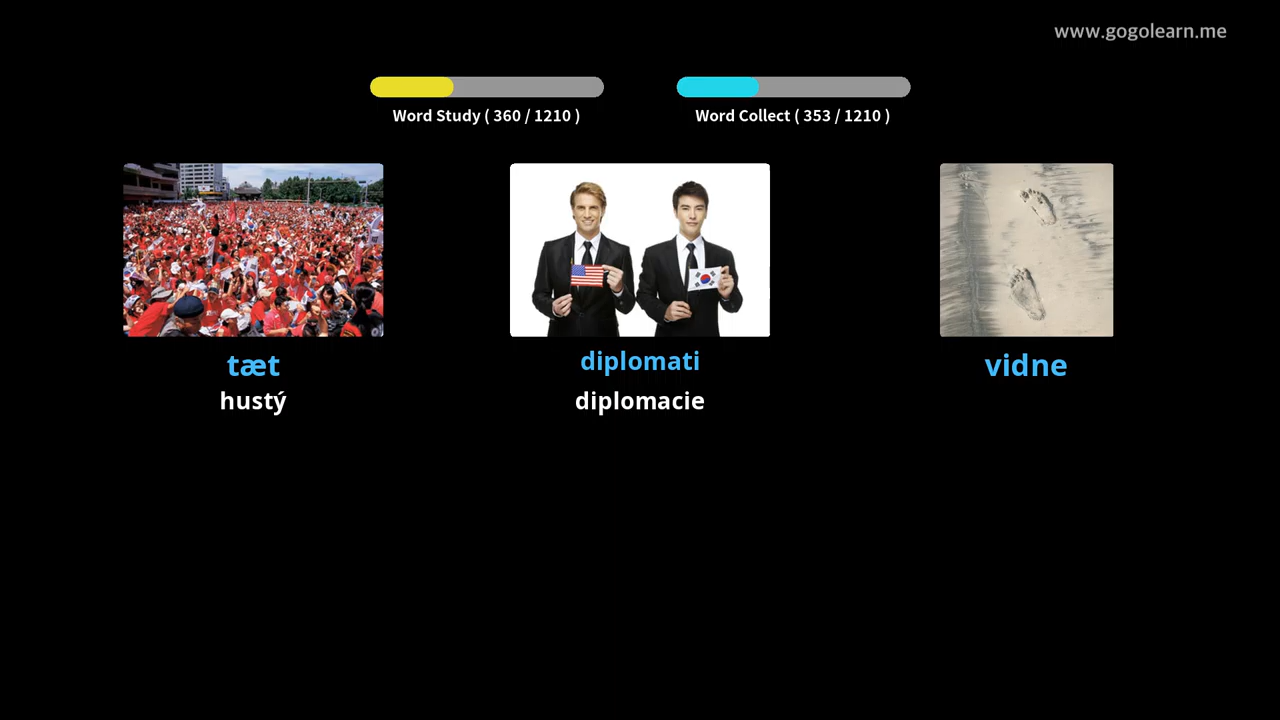 www.gogolearn.me
Word Study ( 360 / 1210 )
Word Collect ( 353 / 1210 )
tæt
hustý
diplomati
diplomacie
vidne